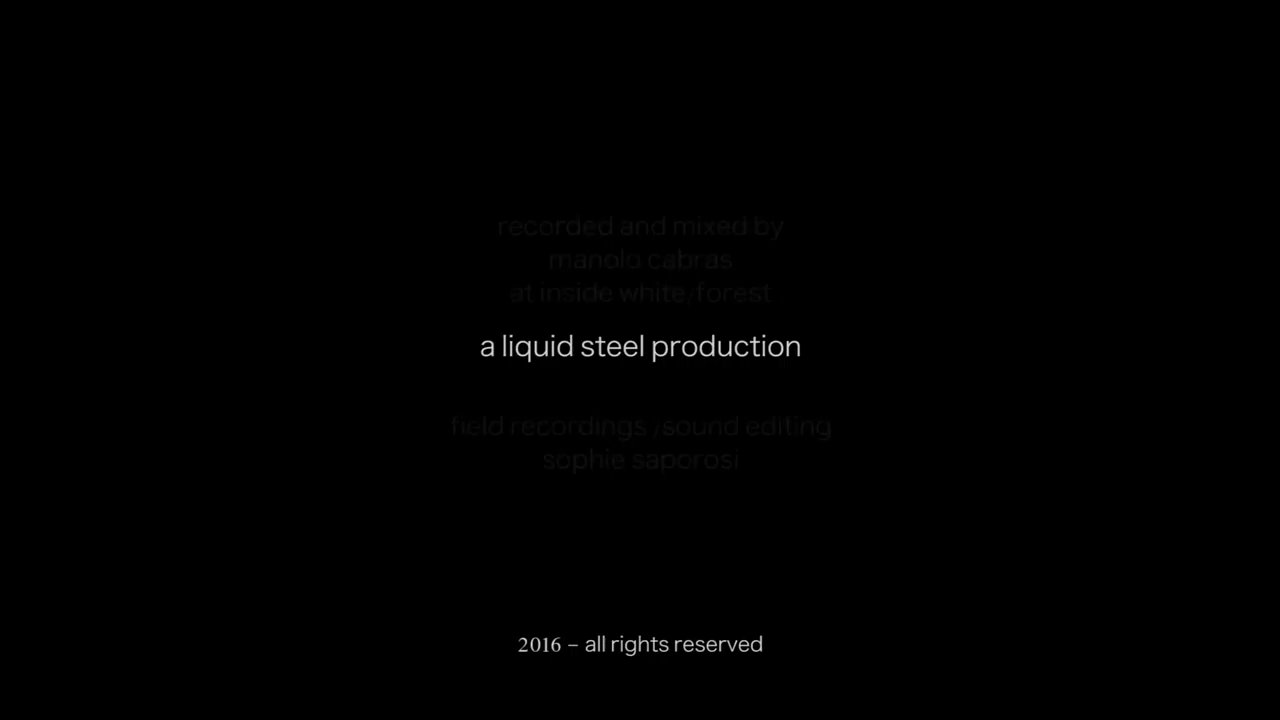 recorded and mixed by
manolo cabras
at inside white/forest
a liquid steel production
field recordings /sound editing
sophie saporosi
2016 – all rights reserved